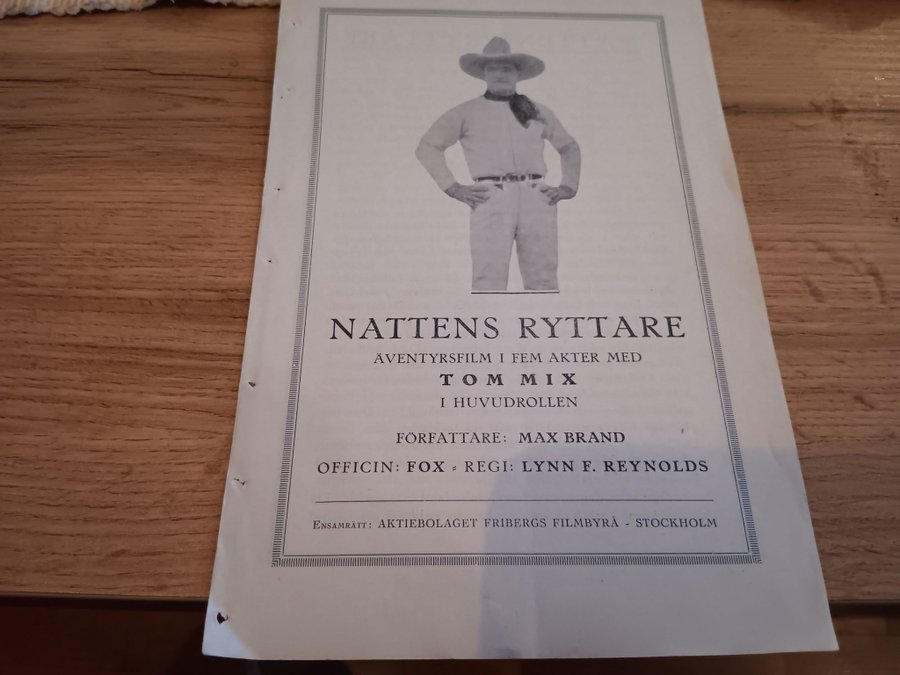 NATTENS RYTTARE
ÄVENTYRSFILM I FEM AKTER MED
TOM MIX
I HUVUDROLLEN
FÖRFATTARE: MAX BRAND
OFFICIN: FOX - REGI: LYNN F. REYNOLDS
ENSAMRÄTT: AKTIEBOLAGET FRIBERGS FILMBYRÅ - STOCKHOLM